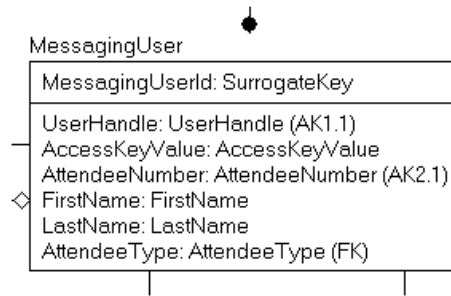 MessagingUser
MessagingUserId: SurrogateKey
UserHandle: UserHandle (AK1.1)
AccessKeyValue: AccessKeyValue
AttendeeNumber: AttendeeNumber (AK2.1)
FirstName: FirstName
LastName: LastName
AttendeeType: AttendeeType (FK)